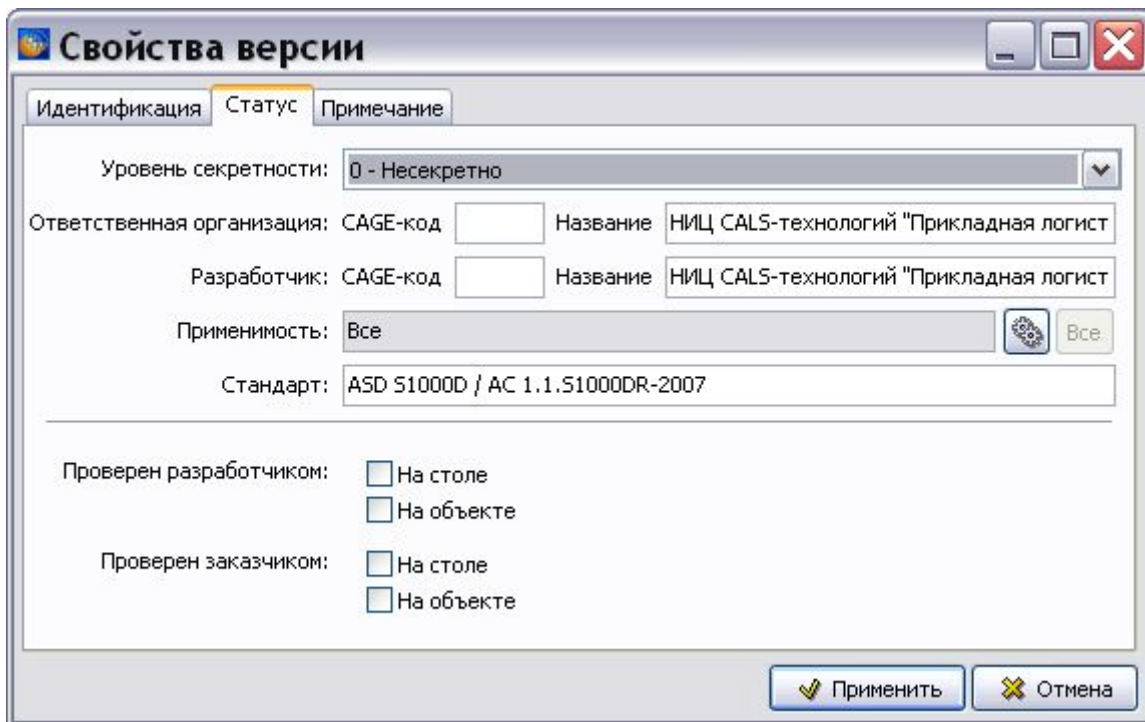 Свойства версии
Идентификация Статус Примечание
Уровень секретности: 0 - Несекретно
Ответственная организация: CAGE-код Название НИЦ CALS-технологий "Прикладная логист
Разработчик: CAGE-код Название НИЦ CALS-технологий "Прикладная логист
Применимость: Все Все
Стандарт: ASD S1000D / АС 1.1.S1000DR-2007
Проверен разработчиком: На столе
На объекте
Проверен заказчиком: На столе
На объекте
Применить Отмена